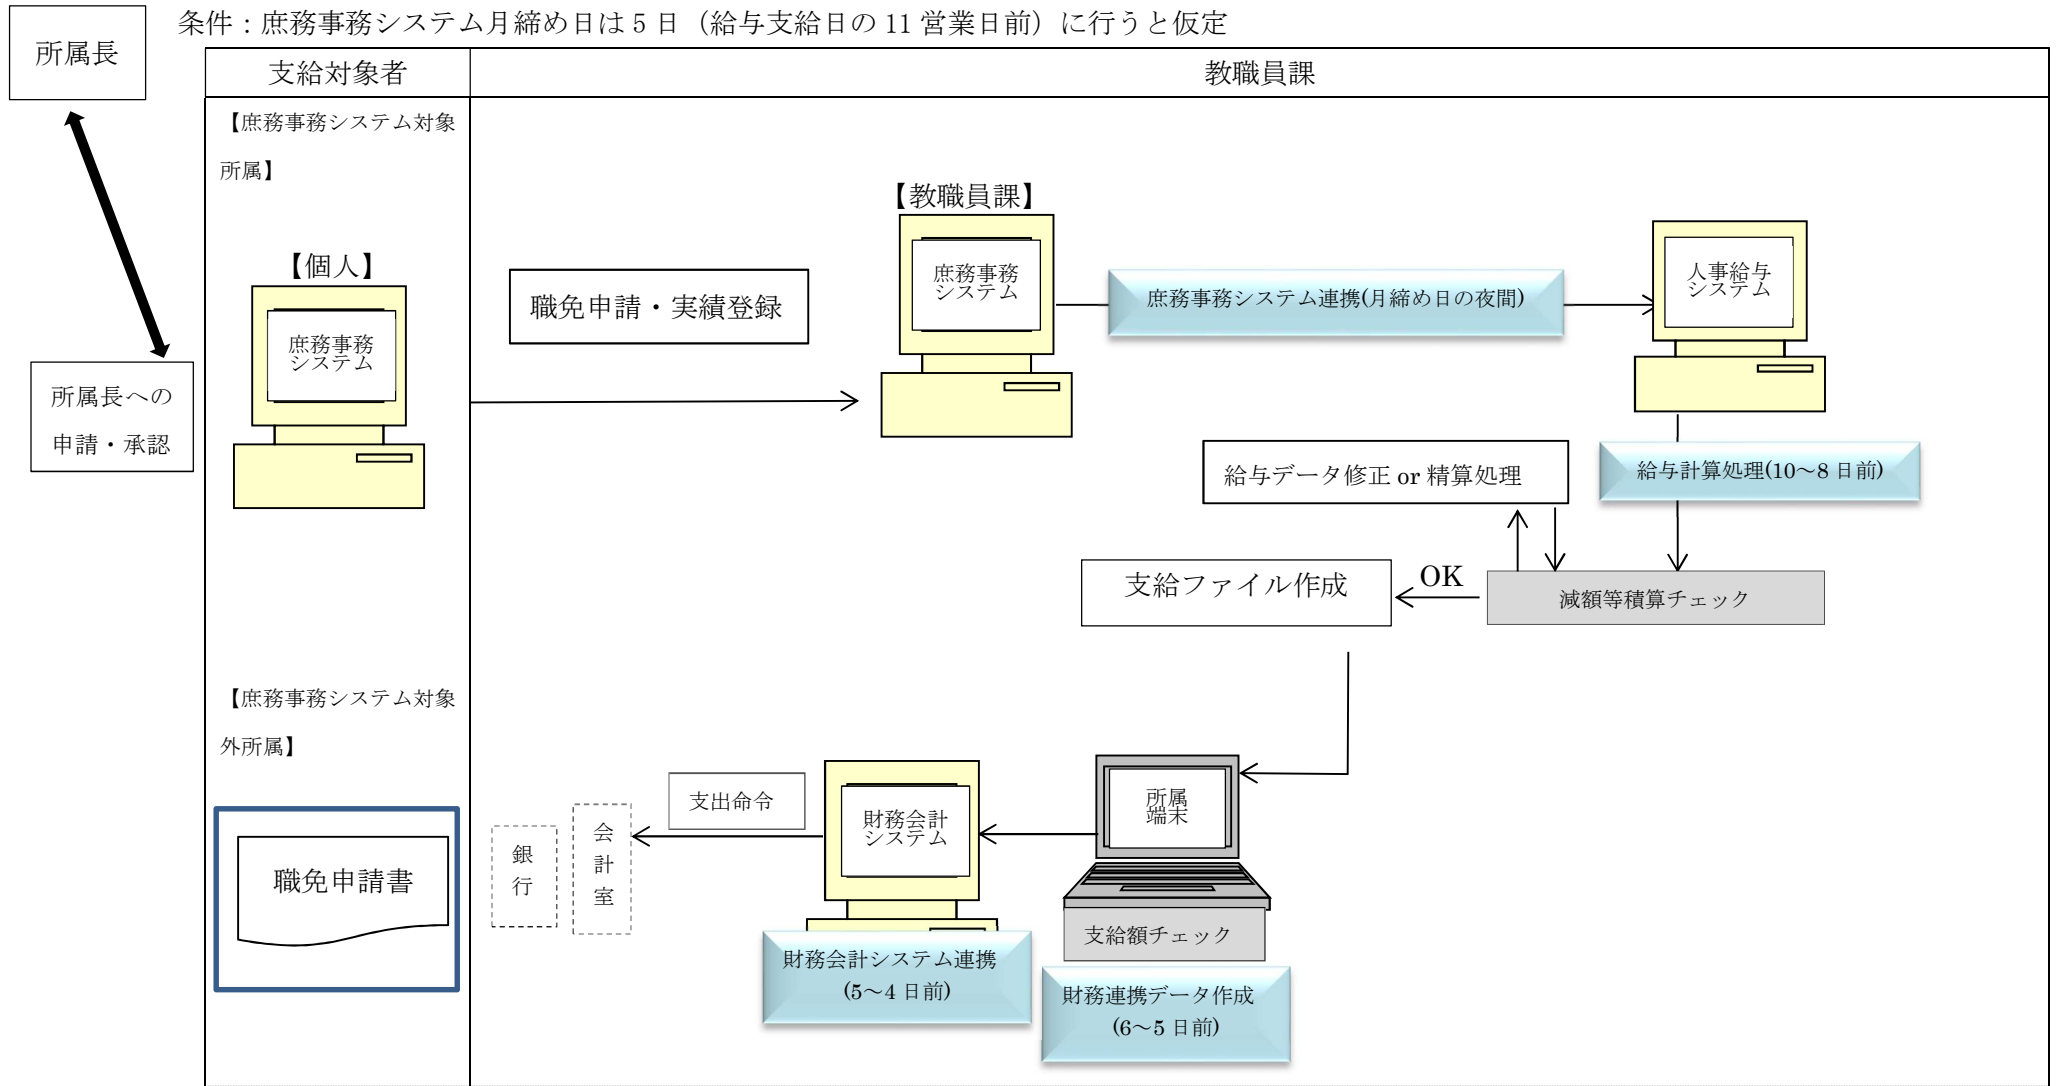 条件：庶務事務システム月締め日は5日（給与支給日の11営業日前）に行うと仮定
所属長
支給対象者
教職員課
【庶務事務システム対象
所属】
【教職員課】
【個人】
庶務事務
システム
職免申請・実績登録
庶務事務
システム
庶務事務システム連携(月締め日の夜間)
人事給与
システム
所属長への
申請・承認
給与データ修正 or 精算処理
給与計算処理(10～8日前)
支給ファイル作成
OK
減額等積算チェック
【庶務事務システム対象
外所属】
職免申請書
銀
行
会
計
室
支出命令
財務会計
システム
所属
端末
支給額チェック
財務会計システム連携
(5～4日前)
財務連携データ作成
(6～5日前)